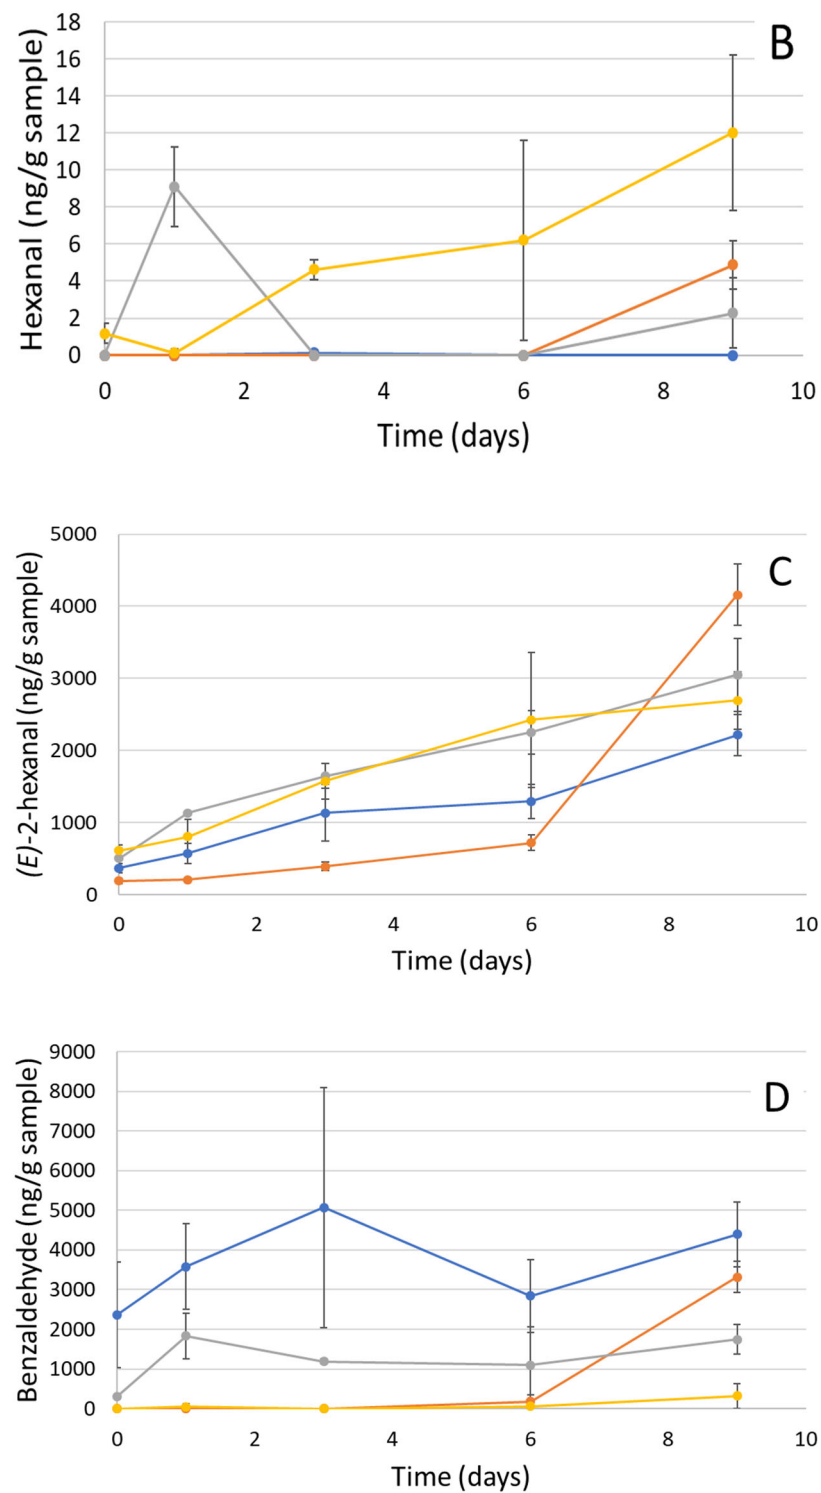 B
Hexanal (ng/g sample)
18
16
14
12
10
8
6
4
2
0
0 2 4 6 8 10
Time (days)
C
(E)-2-hexanal (ng/g sample)
5000
4000
3000
2000
1000
0
0 2 4 6 8 10
Time (days)
D
Benzaldehyde (ng/g sample)
9000
8000
7000
6000
5000
4000
3000
2000
1000
0
0 2 4 6 8 10
Time (days)